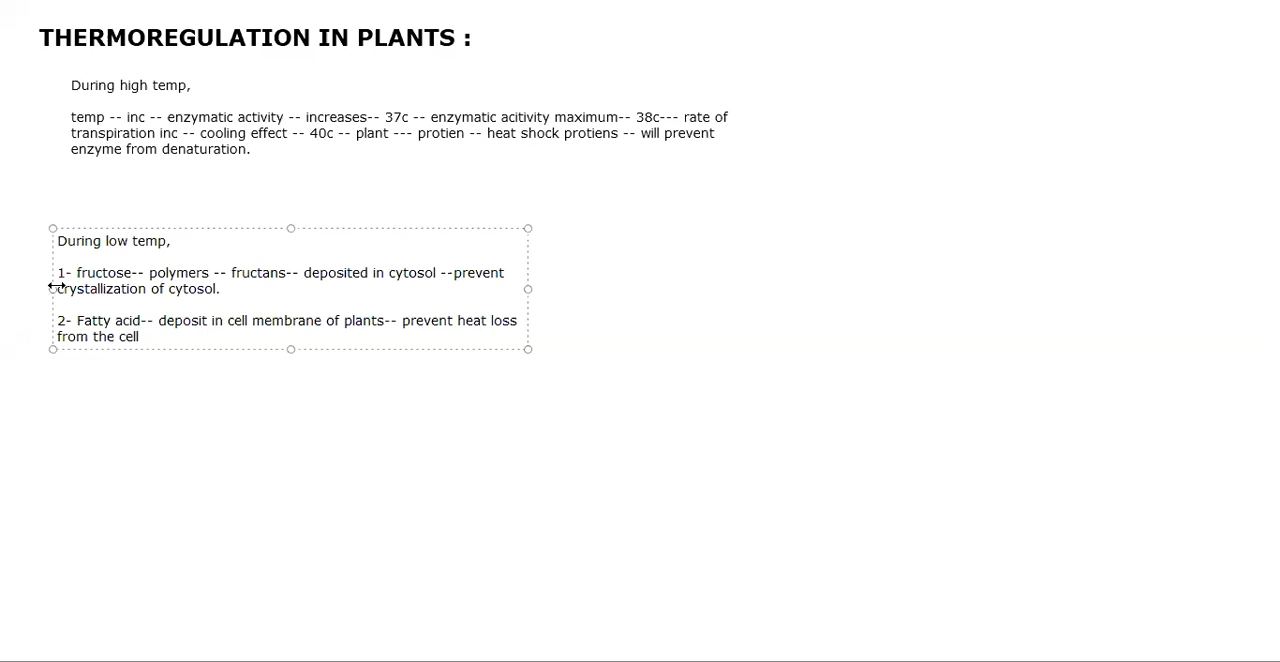 THERMOREGULATION IN PLANTS :
During high temp,
temp -- inc -- enzymatic activity -- increases-- 37c -- enzymatic acitivity maximum-- 38c--- rate of
transpiration inc -- cooling effect -- 40c -- plant --- protien -- heat shock protiens -- will prevent
enzyme from denaturation.
During low temp,
1- fructose-- polymers -- fructans-- deposited in cytosol --prevent
crystallization of cytosol.
2- Fatty acid-- deposit in cell membrane of plants-- prevent heat loss
from the cell